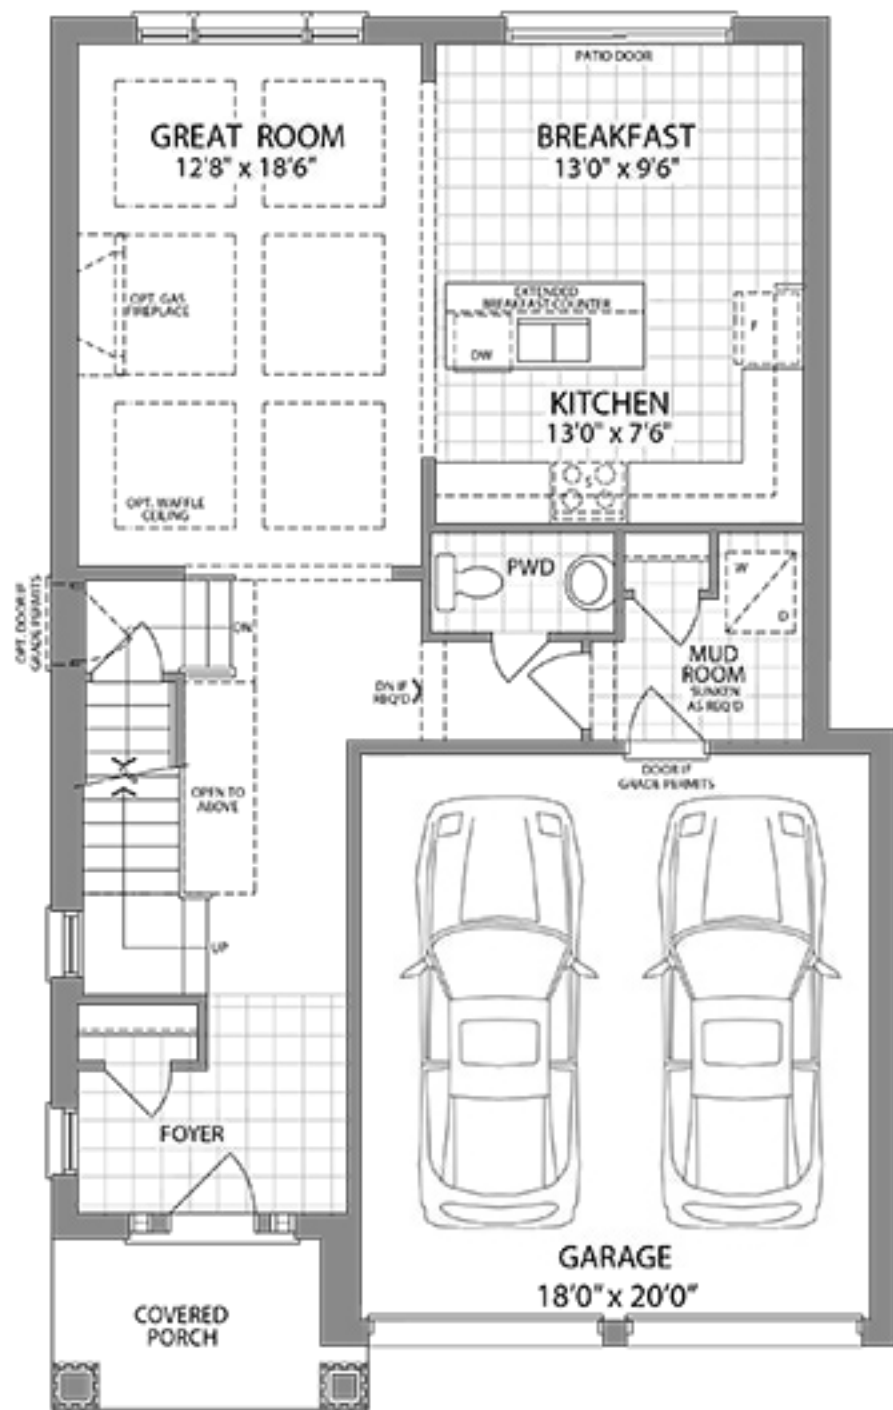 PATIO DOOR
GREAT ROOM
12'8" x 18'6"
BREAKFAST
13'0" x 9'6"
OPT. GAS
FIREPLACE
EXTENDED
BREAKFAST COUNTER
DW
F
KITCHEN
13'0" x 7'6"
S
OPT. WAFFLE
CEILING
PWD
W
D
OPT. DOOR IF
GRADE PERMITS
DN
MUD
ROOM
SUNKEN
AS REQ'D
DN IF
REQ'D
DOOR IF
GRADE PERMITS
OPEN TO
ABOVE
UP
FOYER
GARAGE
18'0" x 20'0"
COVERED
PORCH